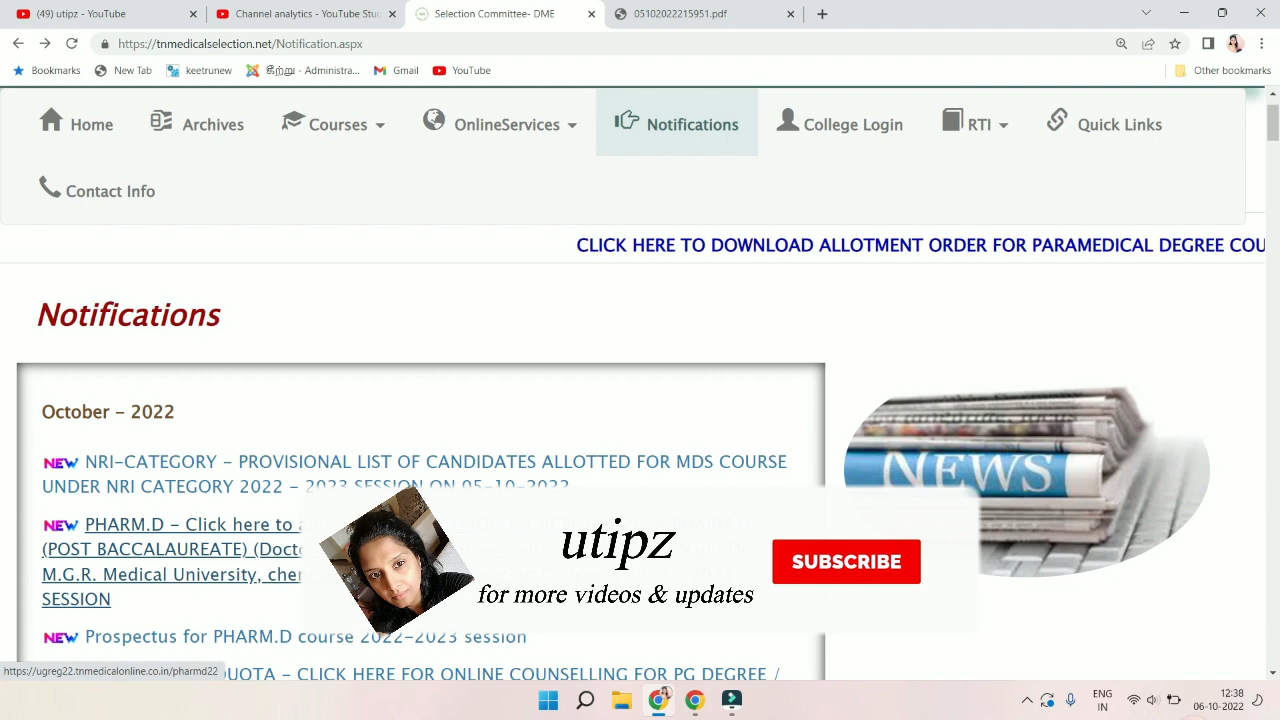 (49) utipz - YouTube
Channel analytics - YouTube Stu
Selection Committee- DME
05102022215951.pdf
https://tnmedicalselection.net/Notification.aspx
Bookmarks
New Tab
keetrunew
கீற்று - Administra...
Gmail
YouTube
Other bookmarks
Home
Archives
Courses
OnlineServices
Notifications
College Login
RTI
Quick Links
Contact Info
CLICK HERE TO DOWNLOAD ALLOTMENT ORDER FOR PARAMEDICAL DEGREE COU
Notifications
October - 2022
NEW NRI-CATEGORY - PROVISIONAL LIST OF CANDIDATES ALLOTTED FOR MDS COURSE
UNDER NRI CATEGORY 2022 - 2023 SESSION ON 05-10-2022
NEW PHARM.D - Click here to
(POST BACCALAUREATE) (Docto
M.G.R. Medical University, cher
SESSION
NEW Prospectus for PHARM.D course 2022-2023 session
QUOTA - CLICK HERE FOR ONLINE COUNSELLING FOR PG DEGREE /
NEWS
utipz
for more videos & updates
SUBSCRIBE
https://ugreg22.tnmedicalonline.co.in/pharmd22
ENG
IN
12:38
06-10-2022